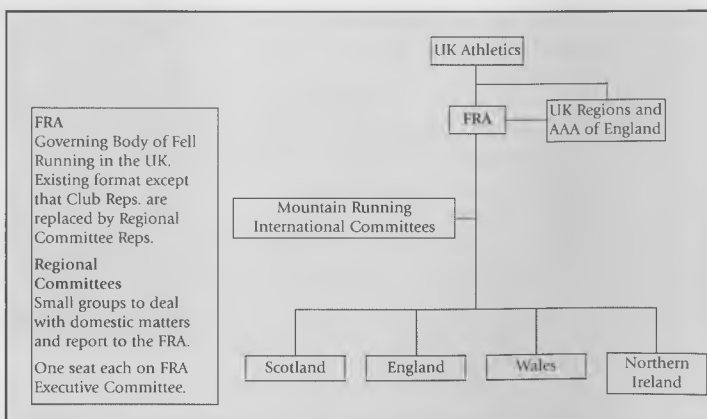 UK Athletics
FRA
UK Regions and
AAA of England
Mountain Running
International Committees
Scotland
England
Wales
Northern
Ireland
FRA
Governing Body of Fell
Running in the UK.
Existing format except
that Club Reps. are
replaced by Regional
Committee Reps.
Regional
Committees
Small groups to deal
with domestic matters
and report to the FRA.
One seat each on FRA
Executive Committee.